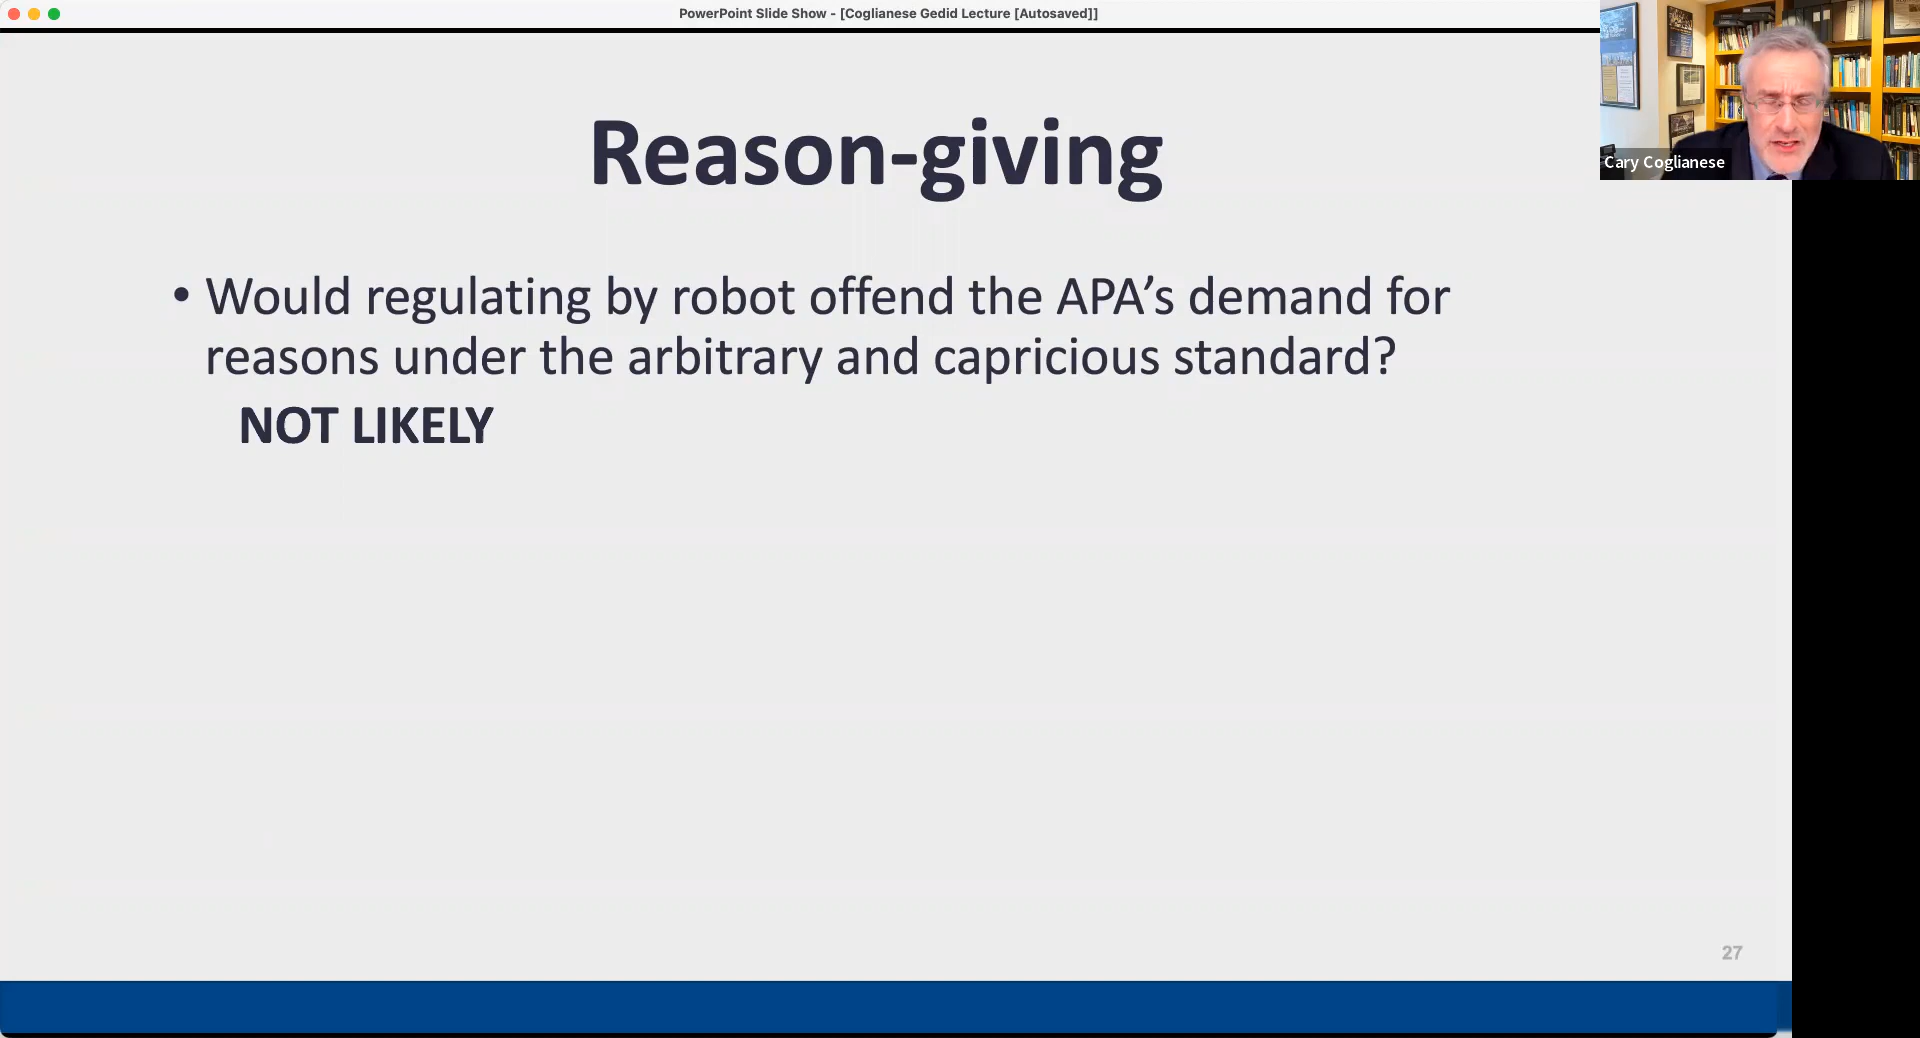 PowerPoint Slide Show - [Coglianese Gedid Lecture [Autosaved]]
Cary Coglianese
Reason-giving
• Would regulating by robot offend the APA’s demand for
reasons under the arbitrary and capricious standard?
NOT LIKELY
27